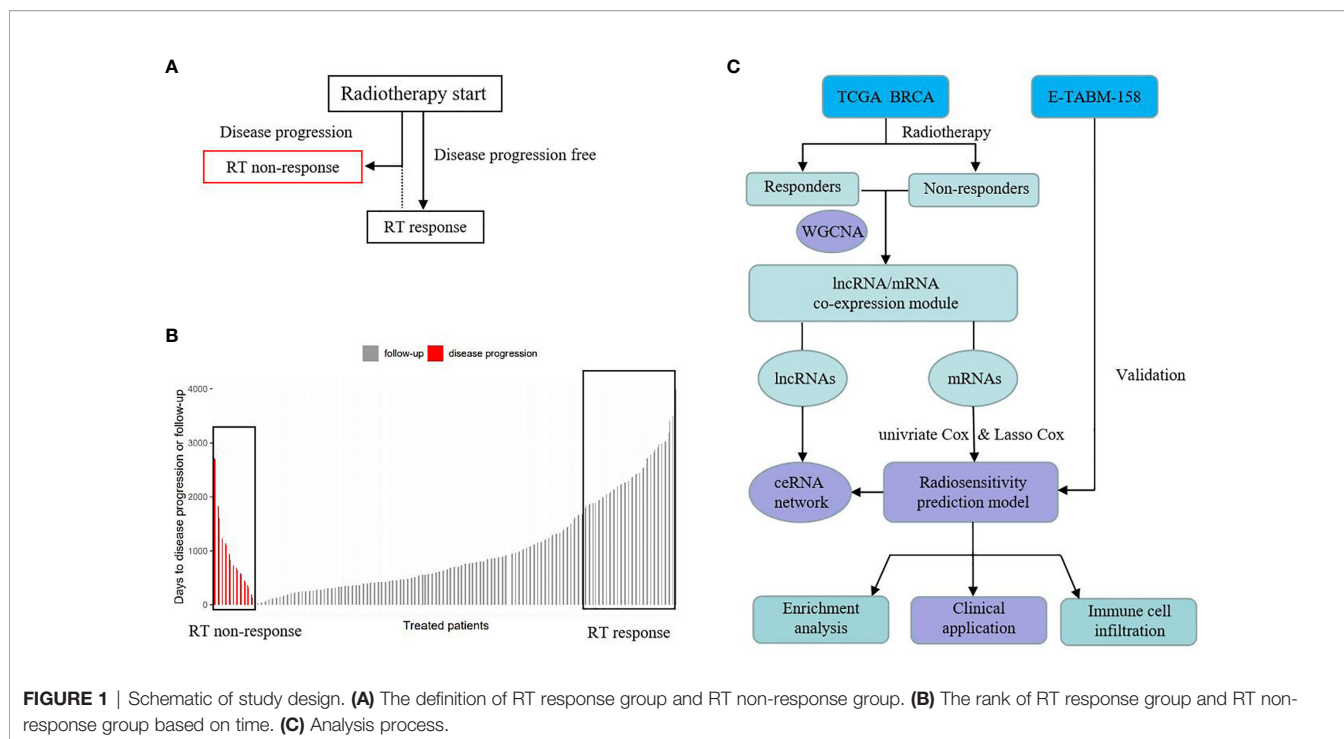 A
Radiotherapy start
Disease progression
RT non-response
Disease progression free
RT response
B
follow-up
disease progression
Days to disease progression or follow-up
4000
3000
2000
1000
0
RT non-response
Treated patients
RT response
C
TCGA BRCA
E-TABM-158
Radiotherapy
Responders
Non-responders
WGCNA
lncRNA/mRNA
co-expression module
lncRNAs
mRNAs
Validation
univriate Cox & Lasso Cox
ceRNA
network
Radiosensitivity
prediction model
Enrichment
analysis
Clinical
application
Immune cell
infiltration
FIGURE 1 | Schematic of study design. (A) The definition of RT response group and RT non-response group. (B) The rank of RT response group and RT non-
response group based on time. (C) Analysis process.